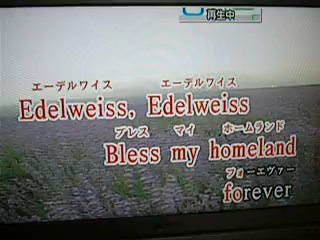 再生中
エーデルワイス エーデルワイス
Edelweiss, Edelweiss
ブレス マイ ホームランド
Bless my homeland
フォーエヴァー
forever